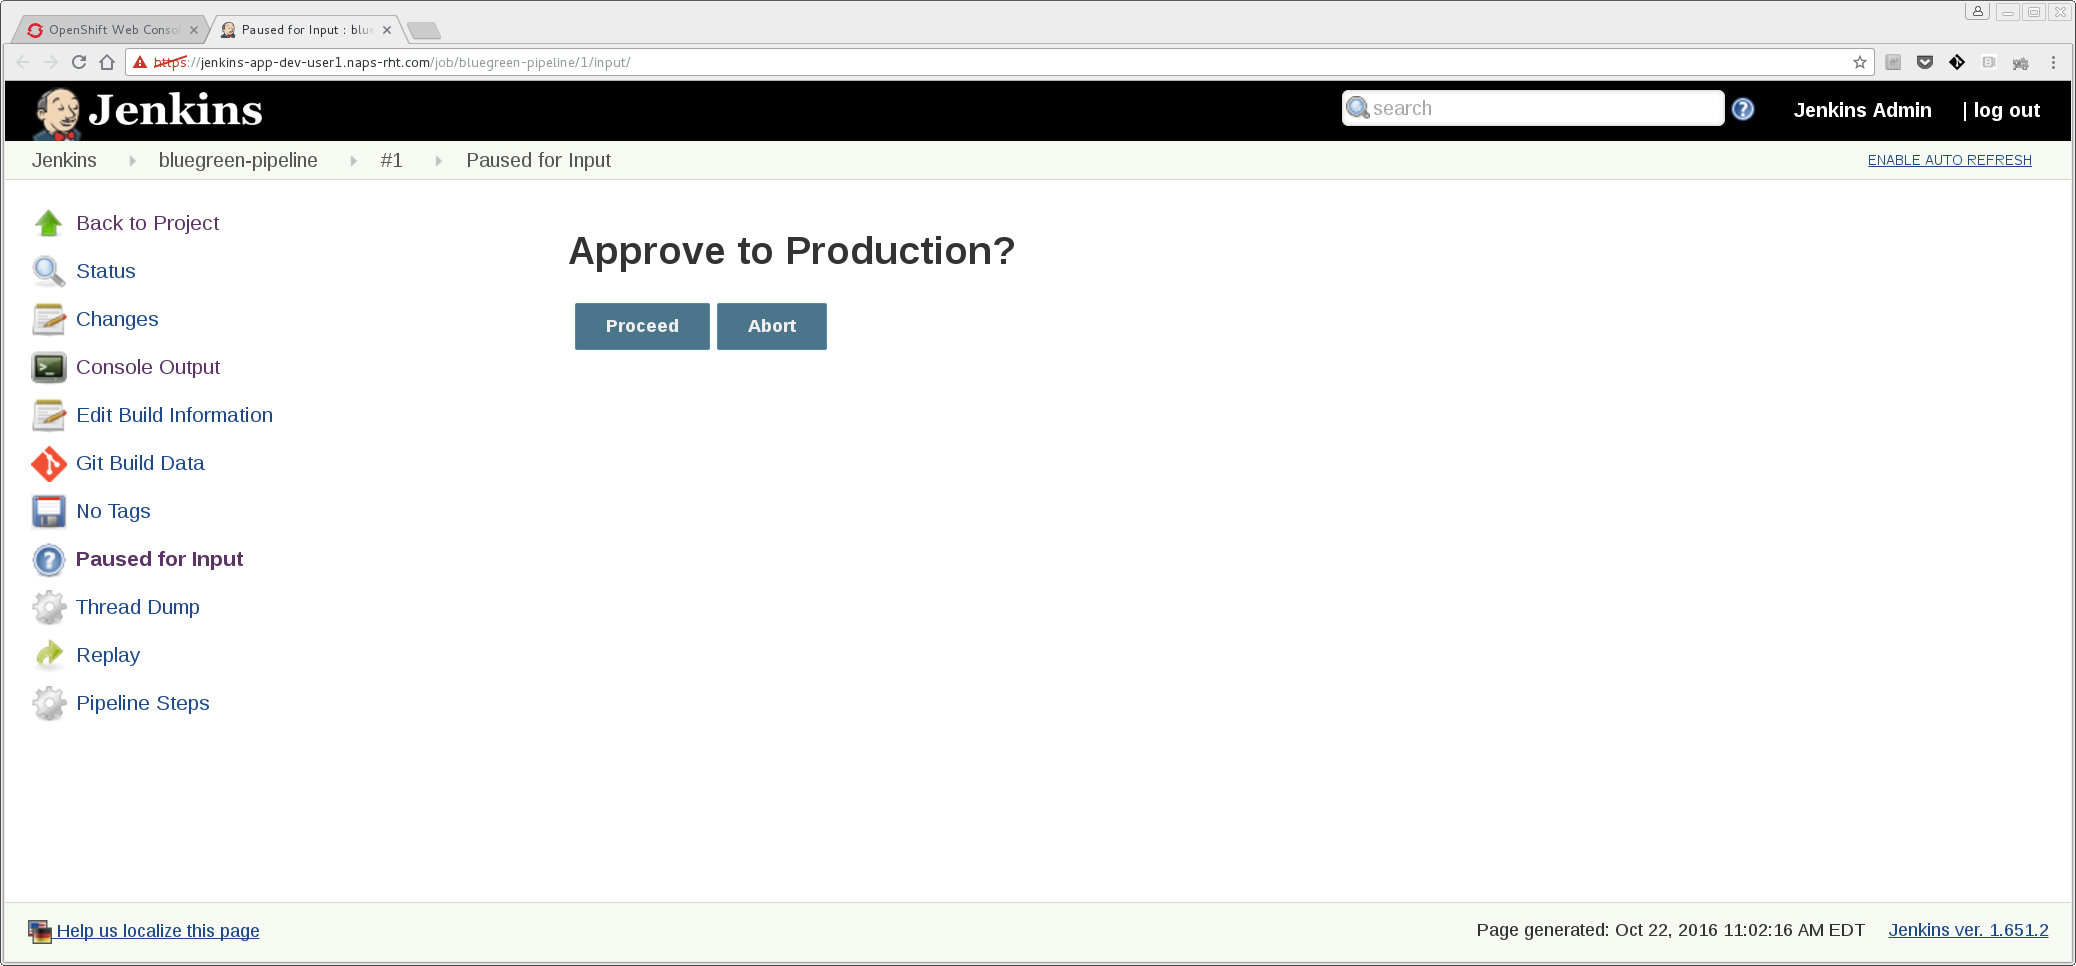 OpenShift Web Conso
Paused for Input : blue
https://jenkins-app-dev-user1.naps-rht.com/job/bluegreen-pipeline/1/input/
Jenkins
search
Jenkins Admin
| log out
Jenkins
bluegreen-pipeline
#1
Paused for Input
ENABLE AUTO REFRESH
Back to Project
Status
Changes
Console Output
Edit Build Information
Git Build Data
No Tags
Paused for Input
Thread Dump
Replay
Pipeline Steps
Approve to Production?
Proceed
Abort
Help us localize this page
Page generated: Oct 22, 2016 11:02:16 AM EDT
Jenkins ver. 1.651.2